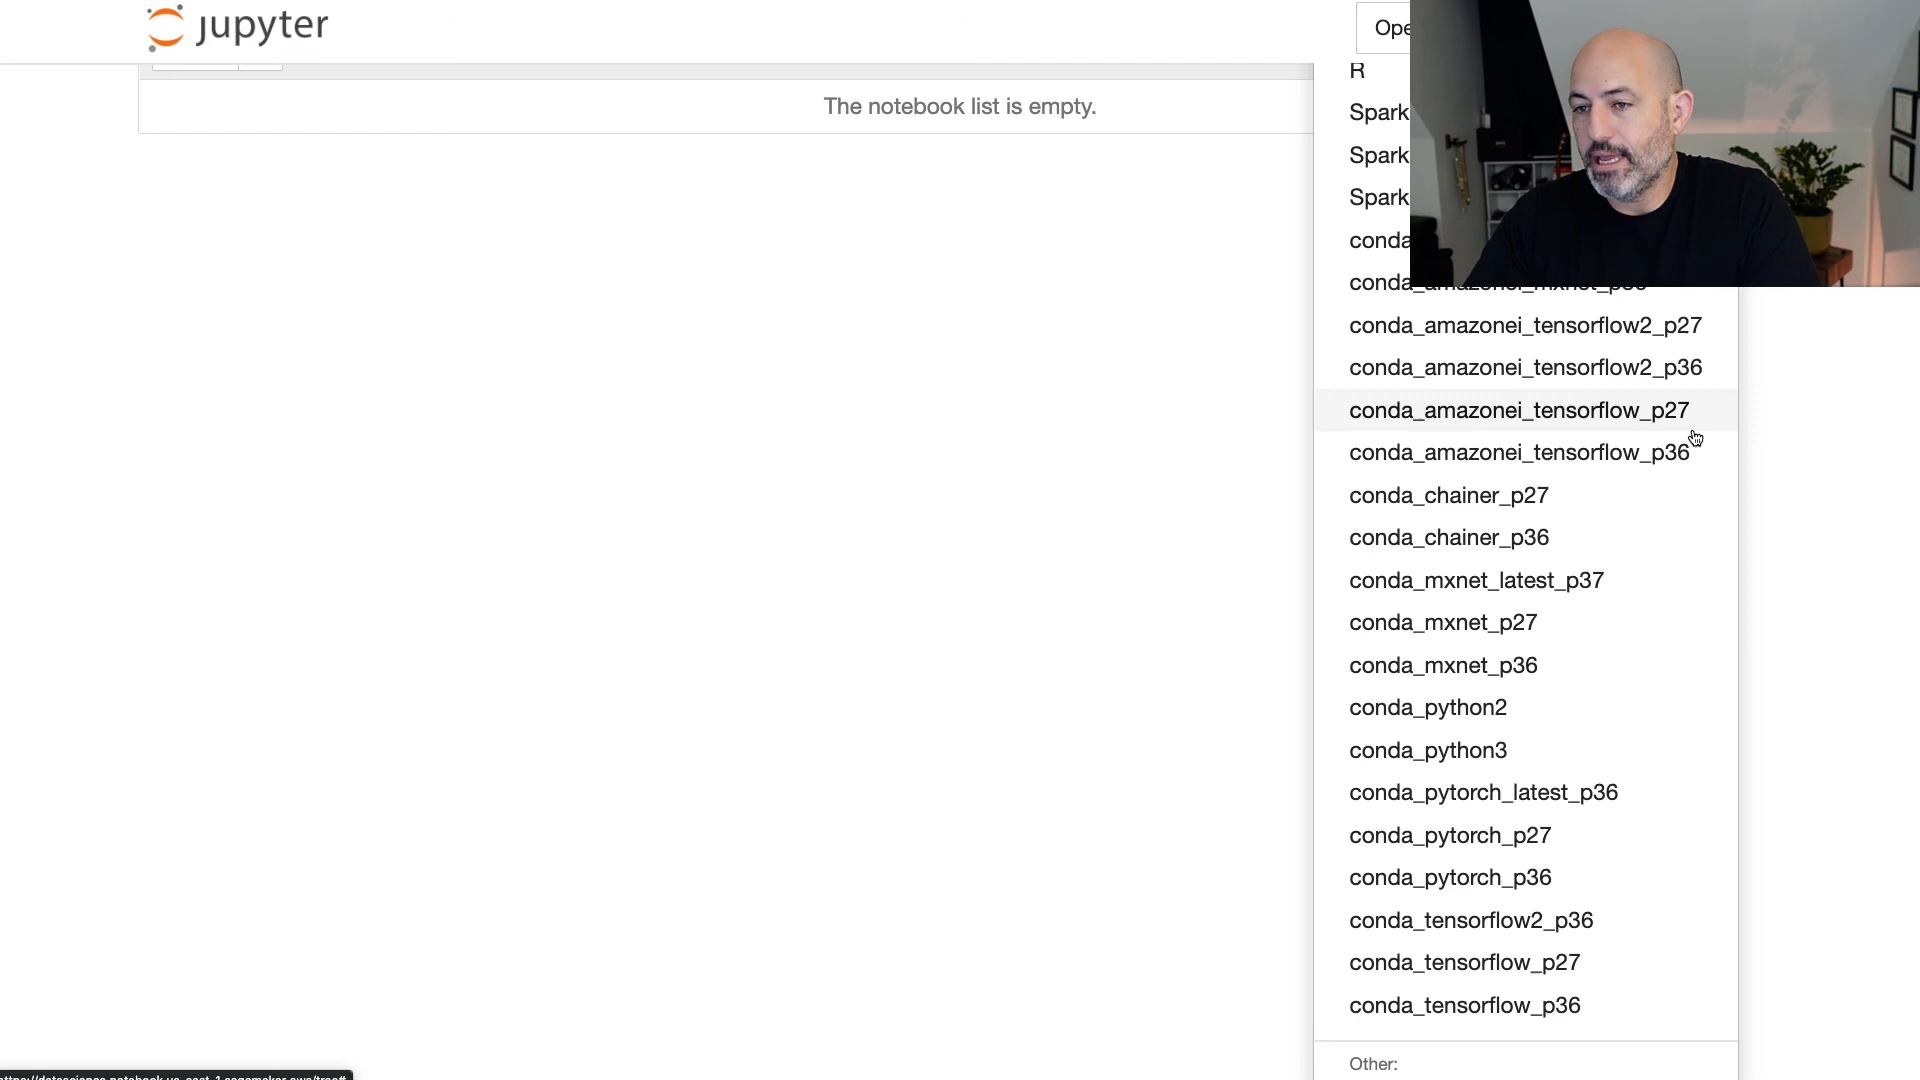 jupyter
Ope
The notebook list is empty.
R
Spark
Spark
Spark
conda
conda_amazonei_mxnet_p36
conda_amazonei_tensorflow2_p27
conda_amazonei_tensorflow2_p36
conda_amazonei_tensorflow_p27
conda_amazonei_tensorflow_p36
conda_chainer_p27
conda_chainer_p36
conda_mxnet_latest_p37
conda_mxnet_p27
conda_mxnet_p36
conda_python2
conda_python3
conda_pytorch_latest_p36
conda_pytorch_p27
conda_pytorch_p36
conda_tensorflow2_p36
conda_tensorflow_p27
conda_tensorflow_p36
Other: